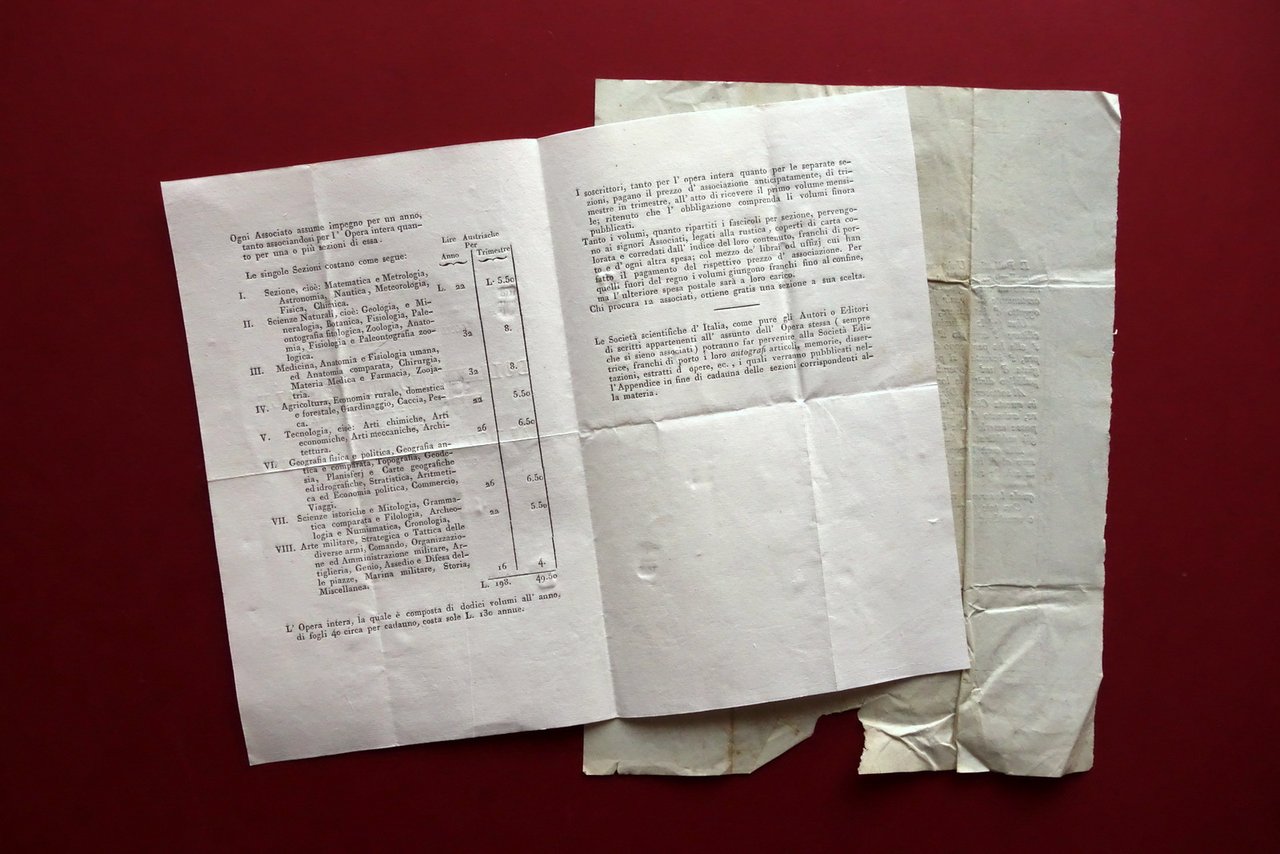 Ogni Associato assume impegno per un anno,
tanto associandosi per l' Opera intera quan-
to per una o più sezioni di essa.
Le singole Sezioni costano come segue:
Lire Austriache
Per
Anno Trimestre
I. Sezione, cioè: Matematica e Metrologia,
Astronomia, Nautica, Meteorologia,
Fisica, Chimica. L. 22 L. 5.50
II. Scienze Naturali, cioè: Geologia, e Mi-
neralogia, Botanica, Fisiologia, Pale-
ontografia fitologica, Zoologia, Anato-
mia, Fisiologia e Paleontografia zoo-
logica. 32 8.
III. Medicina, Anatomia e Fisiologia umana,
ed Anatomia comparata, Chirurgia,
Materia Medica e Farmacia, Zooja-
tria. 32 8.
IV. Agricoltura, Economia rurale, domestica
e forestale, Giardinaggio, Caccia, Pes-
ca. 22 5.50
V. Tecnologia, cioè: Arti chimiche, Arti
economiche, Arti meccaniche, Archi-
tettura. 26 6.50
VI. Geografia fisica e politica, Geografia an-
tica e comparata, Topografia, Geode-
sia, Planisferj e Carte geografiche
ed idrografiche, Stratistica, Aritmeti-
ca ed Economia politica, Commercio,
Viaggi. 26 6.50
VII. Scienze istoriche e Mitologia, Gramma-
tica comparata e Filologia, Archeo-
logia e Numismatica, Cronologia, 22 5.50
VIII. Arte militare, Strategica o Tattica delle
diverse armi, Comando, Organizzazio-
ne ed Amministrazione militare, Ar-
tiglieria, Genio, Assedio e Difesa del-
le piazze, Marina militare, Storia,
Miscellanea. 16 4.
L. 198. 49.50
L' Opera intera, la quale è composta di dodici volumi all' anno,
di fogli 40 circa per cadauno, costa sole L. 130 annue.
I soscrittori, tanto per l' opera intera quanto per le separate se-
zioni, pagano il prezzo d' associazione anticipatamente, di tri-
mestre in trimestre, all' atto di ricevere il primo volume mensi-
le; ritenuto che l' obbligazione comprenda li volumi finora
pubblicati.
Tanto i volumi, quanto ripartiti i fascicoli per sezione, pervengo-
no ai signori Associati, legati alla rustica, coperti di carta co-
lorata e corredati dall' indice del loro contenuto, franchi di por-
to e d' ogni altra spesa; col mezzo de' librai od uffizj cui han
fatto il pagamento del rispettivo prezzo d' associazione. Per
quelli fuori del regno i volumi giungono franchi fino al confine,
ma l' ulteriore spesa postale sarà a loro carico.
Chi procura 12 associati, ottiene gratis una sezione a sua scelta.
Le Società scientifiche d' Italia, come pure gli Autori o Editori
di scritti appartenenti all' assunto dell' Opera stessa ( sempre
che si sieno associati ) potranno far pervenire alla Società Edi-
trice, franchi di porto i loro autografi articoli, memorie, disser-
tazioni, estratti d' opere, ec., i quali verranno pubblicati nel-
l' Appendice in fine di cadauna delle sezioni corrispondenti al-
la materia.